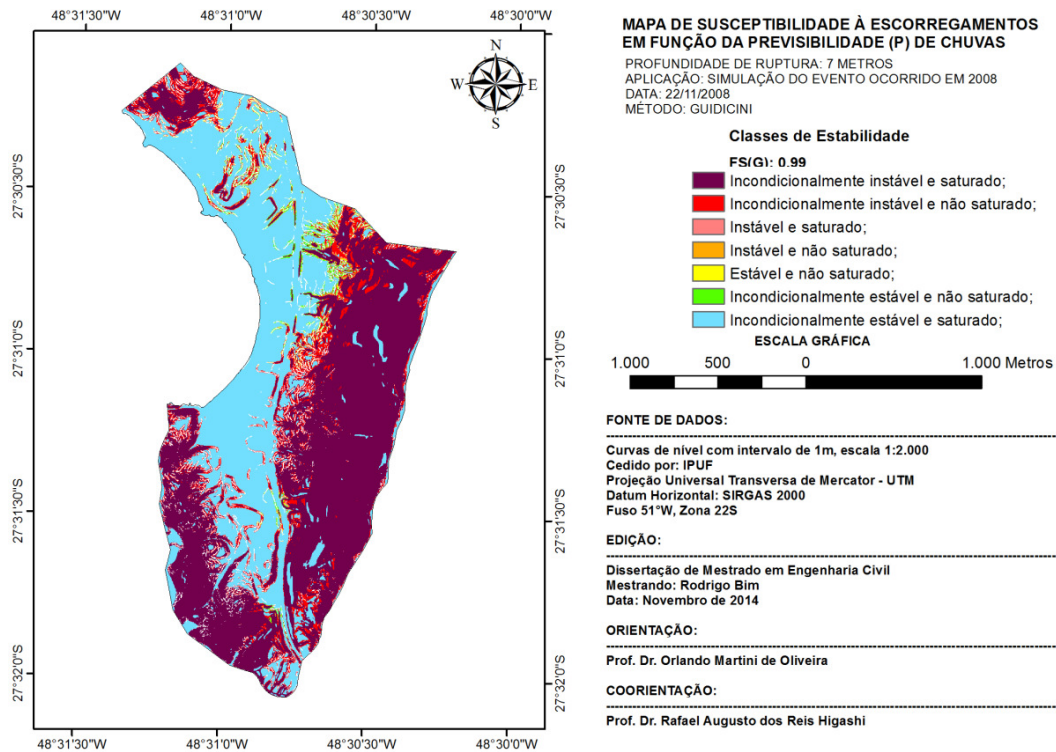 48°31'30"W 48°31'0"W 48°30'30"W 48°30'0"W
N
W E
S
27°30'30"S
27°31'0"S
27°31'30"S
27°32'0"S
27°30'30"S
27°31'0"S
27°31'30"S
27°32'0"S
48°31'30"W 48°31'0"W 48°30'30"W 48°30'0"W
MAPA DE SUSCEPTIBILIDADE À ESCORREGAMENTOS
EM FUNÇÃO DA PREVISIBILIDADE (P) DE CHUVAS
PROFUNDIDADE DE RUPTURA: 7 METROS
APLICAÇÃO: SIMULAÇÃO DO EVENTO OCORRIDO EM 2008
DATA: 22/11/2008
MÉTODO: GUIDICINI
Classes de Estabilidade
FS(G): 0.99
Incondicionalmente instável e saturado;
Incondicionalmente instável e não saturado;
Instável e saturado;
Instável e não saturado;
Estável e não saturado;
Incondicionalmente estável e não saturado;
Incondicionalmente estável e saturado;
ESCALA GRÁFICA
1.000 500 0 1.000 Metros
FONTE DE DADOS:
Curvas de nível com intervalo de 1m, escala 1:2.000
Cedido por: IPUF
Projeção Universal Transversa de Mercator - UTM
Datum Horizontal: SIRGAS 2000
Fuso 51°W, Zona 22S
EDIÇÃO:
Dissertação de Mestrado em Engenharia Civil
Mestrando: Rodrigo Bim
Data: Novembro de 2014
ORIENTAÇÃO:
Prof. Dr. Orlando Martini de Oliveira
COORIENTAÇÃO:
Prof. Dr. Rafael Augusto dos Reis Higashi